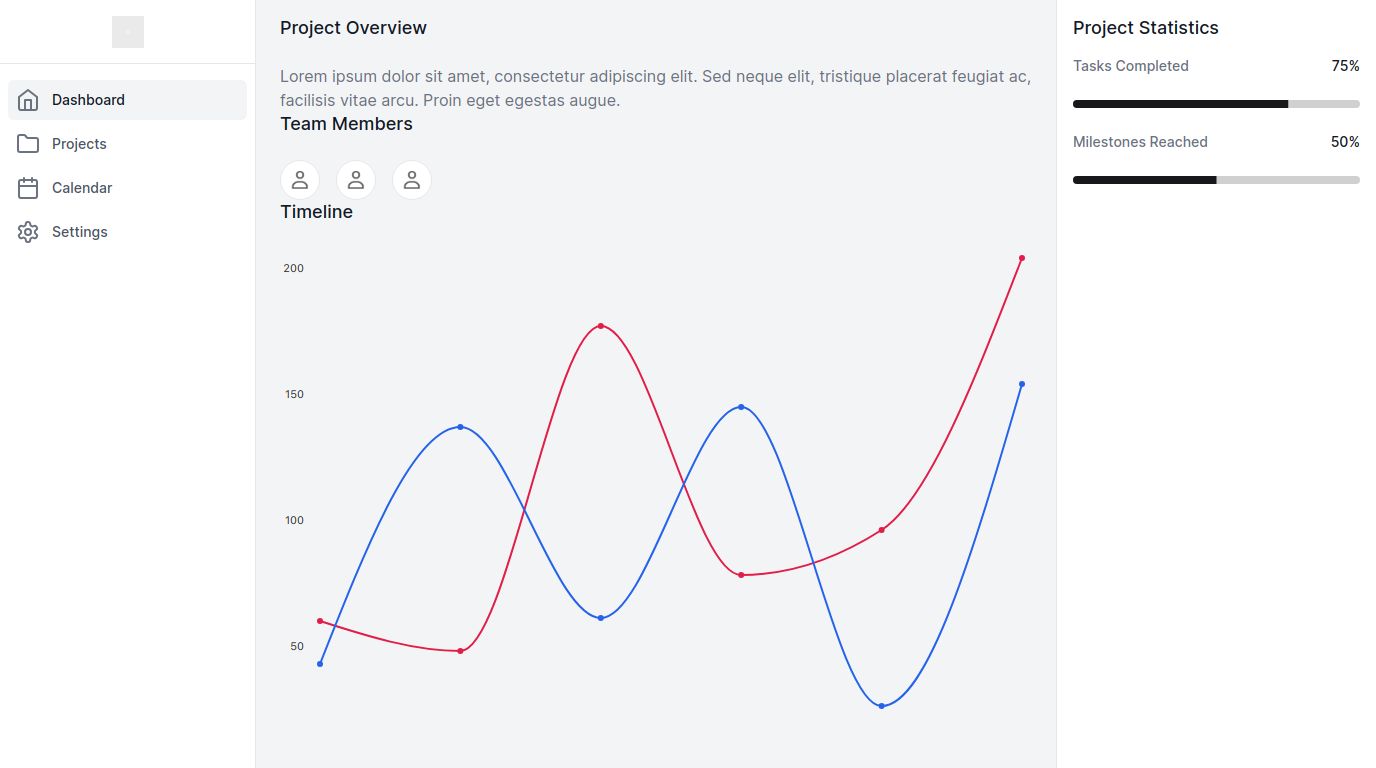 Dashboard
Projects
Calendar
Settings
Project Overview
Lorem ipsum dolor sit amet, consectetur adipiscing elit. Sed neque elit, tristique placerat feugiat ac,
facilisis vitae arcu. Proin eget egestas augue.
Team Members
Timeline
200
150
100
50
Project Statistics
Tasks Completed 75%
Milestones Reached 50%